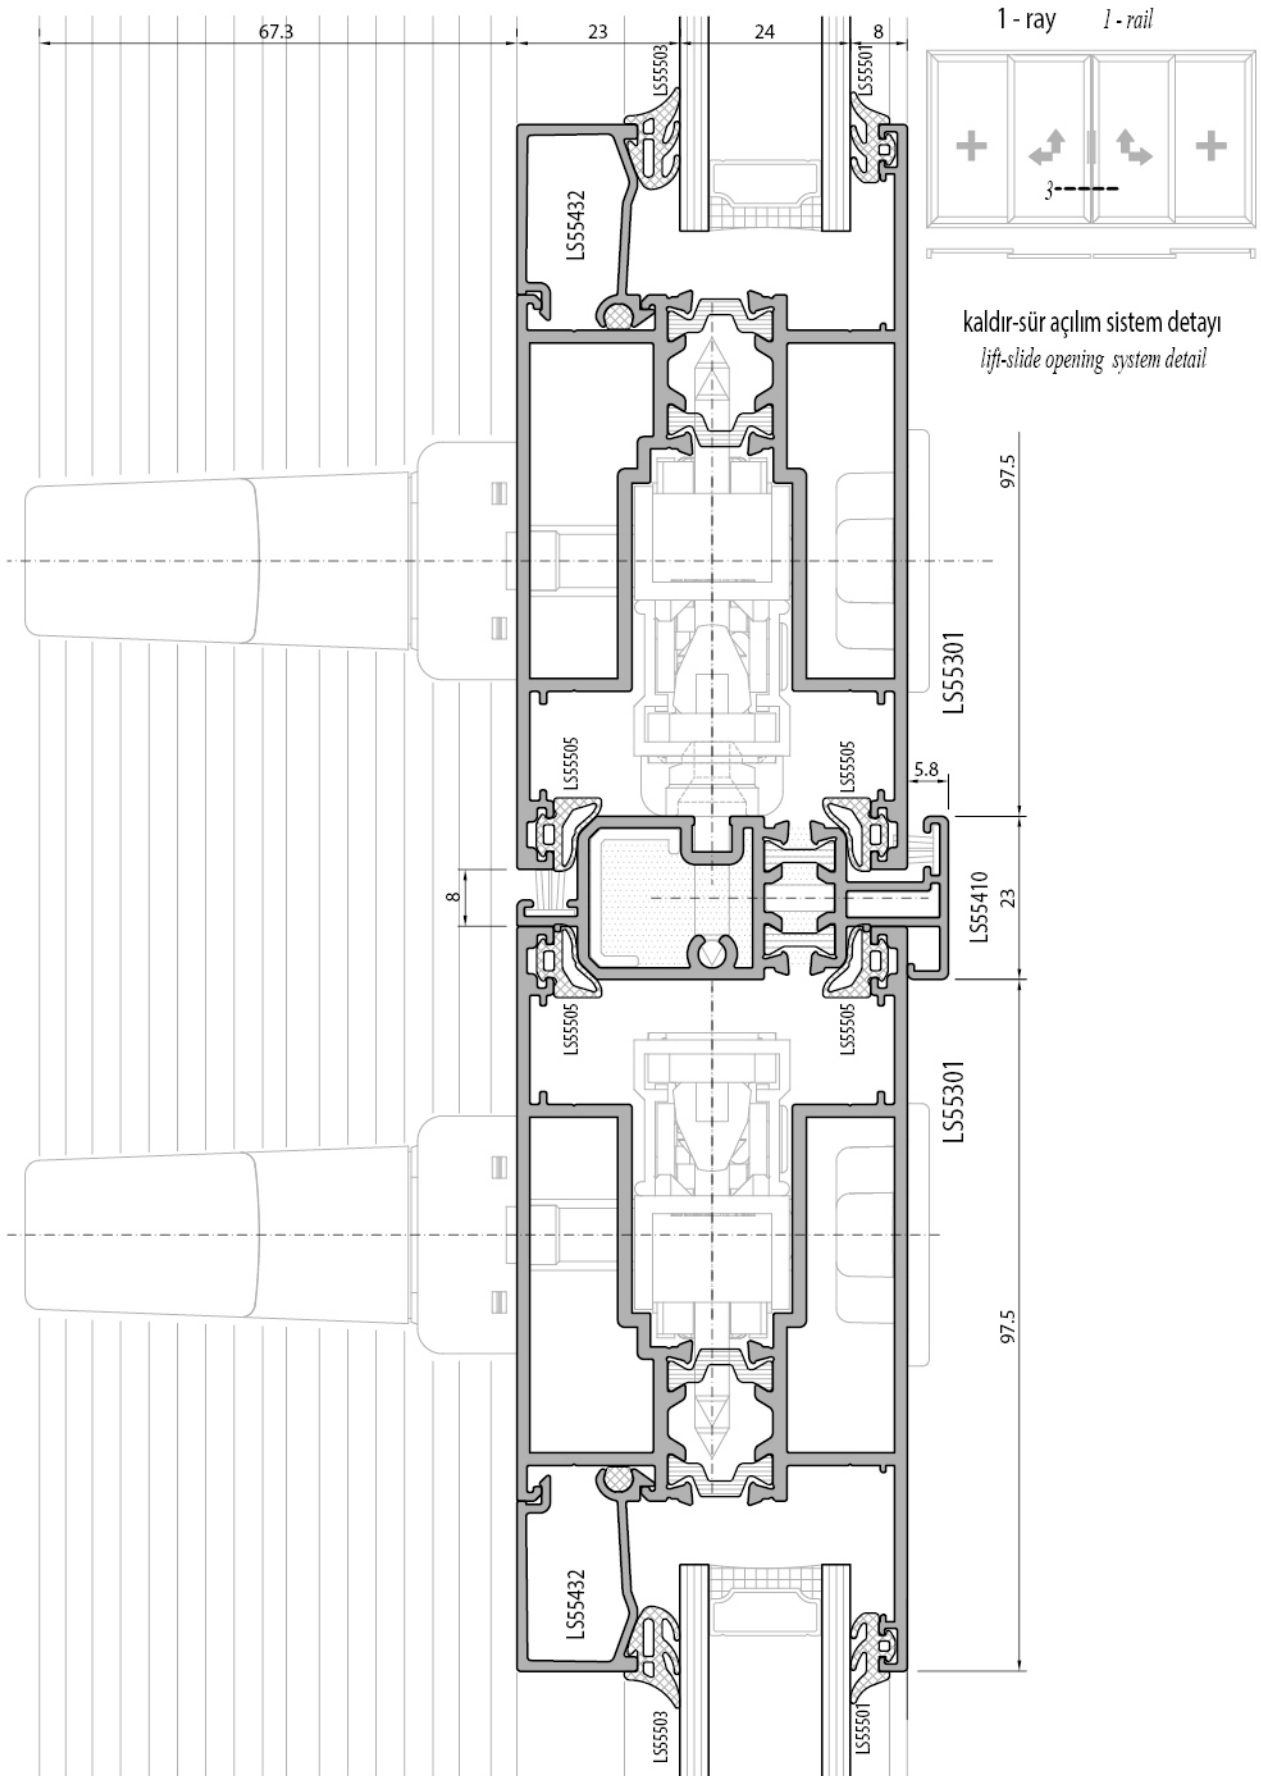 1 - ray 1 - rail
67.3 23 24 8
LS55503
LS55501
3
LS55432
kaldır-sür açılım sistem detayı
lift-slide opening system detail
97.5
LS55301
LS55505
LS55505
5.8
8
LS55410
23
LS55505
LS55505
LS55301
97.5
LS55432
LS55503
LS55501